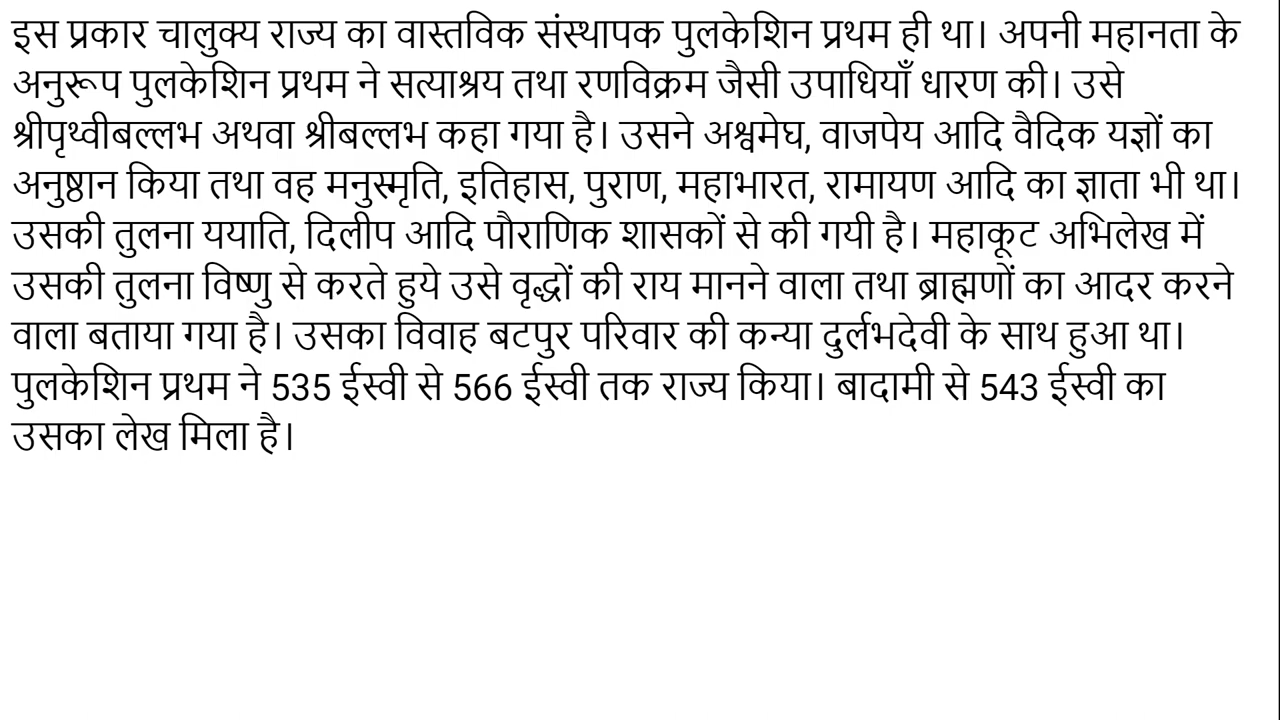 इस प्रकार चालुक्य राज्य का वास्तविक संस्थापक पुलकेशिन प्रथम ही था। अपनी महानता के
अनुरूप पुलकेशिन प्रथम ने सत्याश्रय तथा रणविक्रम जैसी उपाधियाँ धारण की। उसे
श्रीपृथ्वीबल्लभ अथवा श्रीबल्लभ कहा गया है। उसने अश्वमेघ, वाजपेय आदि वैदिक यज्ञों का
अनुष्ठान किया तथा वह मनुस्मृति, इतिहास, पुराण, महाभारत, रामायण आदि का ज्ञाता भी था।
उसकी तुलना ययाति, दिलीप आदि पौराणिक शासकों से की गयी है। महाकूट अभिलेख में
उसकी तुलना विष्णु से करते हुये उसे वृद्धों की राय मानने वाला तथा ब्राह्मणों का आदर करने
वाला बताया गया है। उसका विवाह बटपुर परिवार की कन्या दुर्लभदेवी के साथ हुआ था।
पुलकेशिन प्रथम ने 535 ईस्वी से 566 ईस्वी तक राज्य किया। बादामी से 543 ईस्वी का
उसका लेख मिला है।